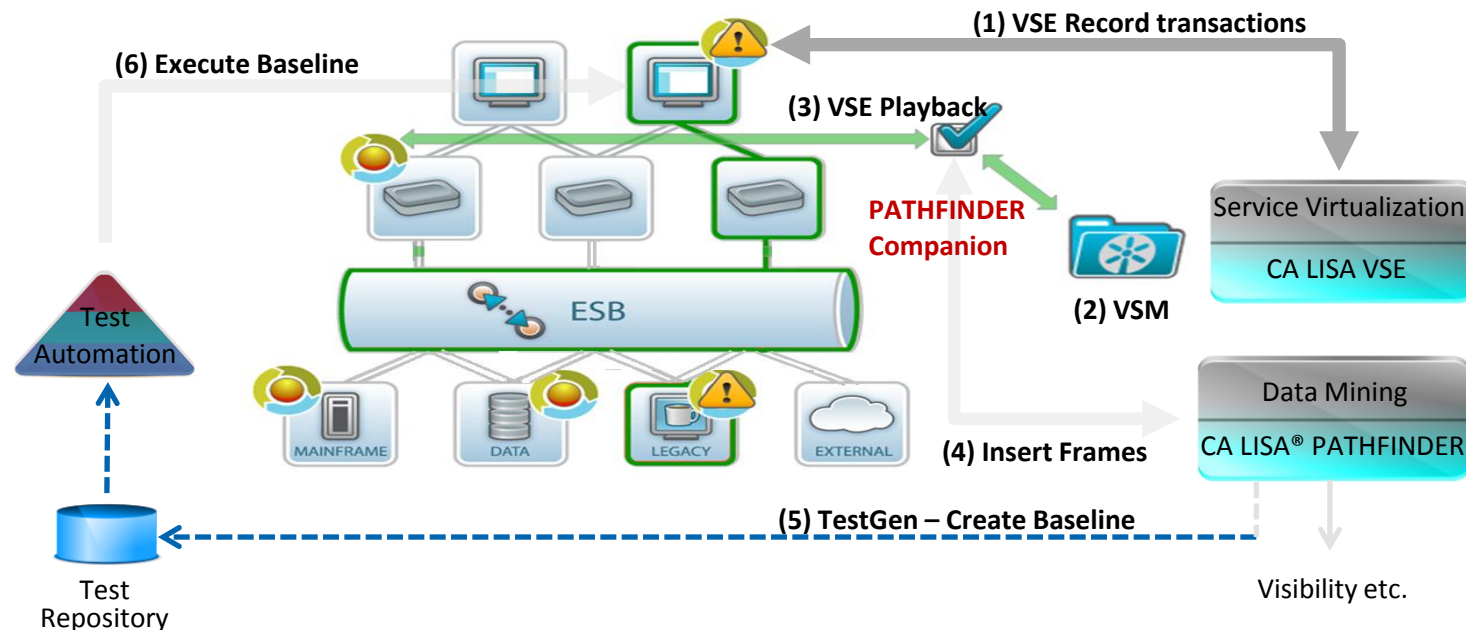 (1) VSE Record transactions
(6) Execute Baseline
(3) VSE Playback
PATHFINDER
Companion
Service Virtualization
CA LISA VSE
(2) VSM
ESB
Test
Automation
MAINFRAME
DATA
LEGACY
EXTERNAL
Data Mining
CA LISA® PATHFINDER
(4) Insert Frames
(5) TestGen – Create Baseline
Test
Repository
Visibility etc.